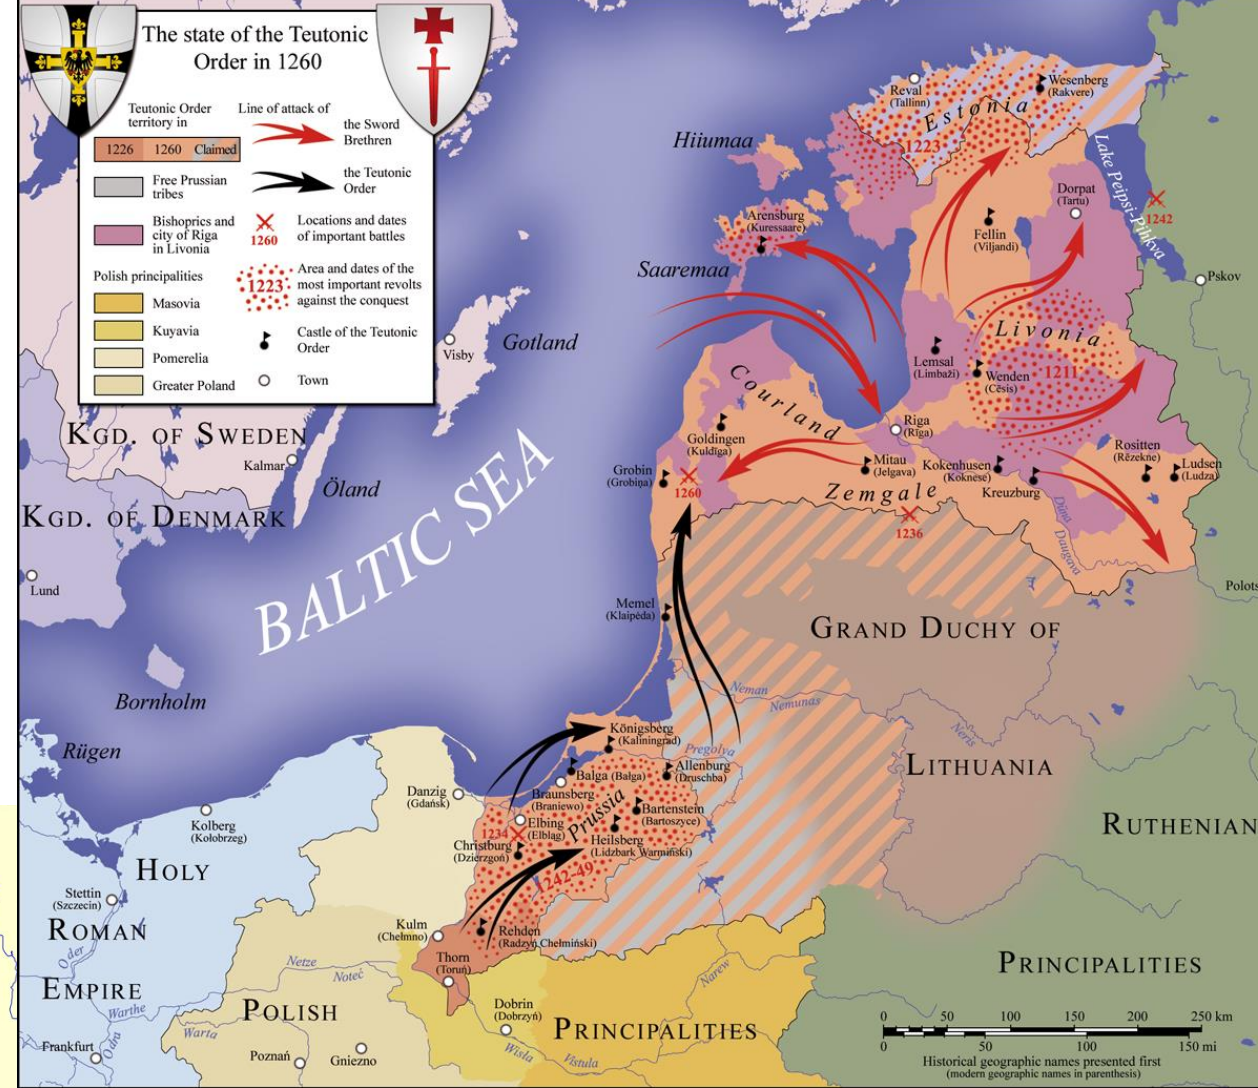 The state of the Teutonic
Order in 1260
Teutonic Order
territory in
1226 1260 Claimed
Free Prussian
tribes
Bishoprics and
city of Riga
in Livonia
Polish principalities
Masovia
Kuyavia
Pomerelia
Greater Poland
Line of attack of
the Sword
Brethren
the Teutonic
Order
1260
Locations and dates
of important battles
1223
Area and dates of the
most important revolts
against the conquest
Castle of the Teutonic
Order
Town
Reval
(Tallinn)
Wesenberg
(Rakvere)
Estonia
1223
Hiiumaa
Lake Peipsi-Pihkva
Dorpat
(Tartu)
1242
Arensburg
(Kuressaare)
Fellin
(Viljandi)
Saaremaa
Pskov
Gotland
Visby
Livonia
1211
Lemsal
(Limbaži)
Wenden
(Cēsis)
Courland
Riga
(Rīga)
Goldingen
(Kuldīga)
KGD. OF SWEDEN
Kalmar
Öland
Grobin
(Grobiņa)
1260
Mitau
(Jelgava)
Kokenhusen
(Koknese)
Kreuzburg
Rositten
(Rēzekne)
Ludsen
(Ludza)
Zemgale
1236
Düna
Daugava
KGD. OF DENMARK
BALTIC SEA
Lund
Polots
Memel
(Klaipėda)
GRAND DUCHY OF
LITHUANIA
Neman
Nemunas
Neris
Bornholm
Rügen
Königsberg
(Kaliningrad)
Pregolya
Balga (Bałga)
Allenburg
(Druschba)
Danzig
(Gdańsk)
Braunsberg
(Braniewo)
Prussia
Bartenstein
(Bartoszyce)
Elbing
(Elbląg)
1234
Christburg
(Dzierzgoń)
Heilsberg
(Lidzbark Warmiński)
1242-49
Kolberg
(Kołobrzeg)
RUTHENIAN
PRINCIPALITIES
HOLY
ROMAN
EMPIRE
Stettin
(Szczecin)
Oder
Odra
Kulm
(Chełmno)
Rehden
(Radzyń Chełmiński)
Thorn
(Toruń)
Netze
Noteć
Warthe
Warta
Narew
POLISH
PRINCIPALITIES
Dobrin
(Dobrzyń)
Wisła
Vistula
Frankfurt
Poznań
Gniezno
0 50 100 150 200 250 km
0 50 100 150 mi
Historical geographic names presented first
(modern geographic names in parenthesis)